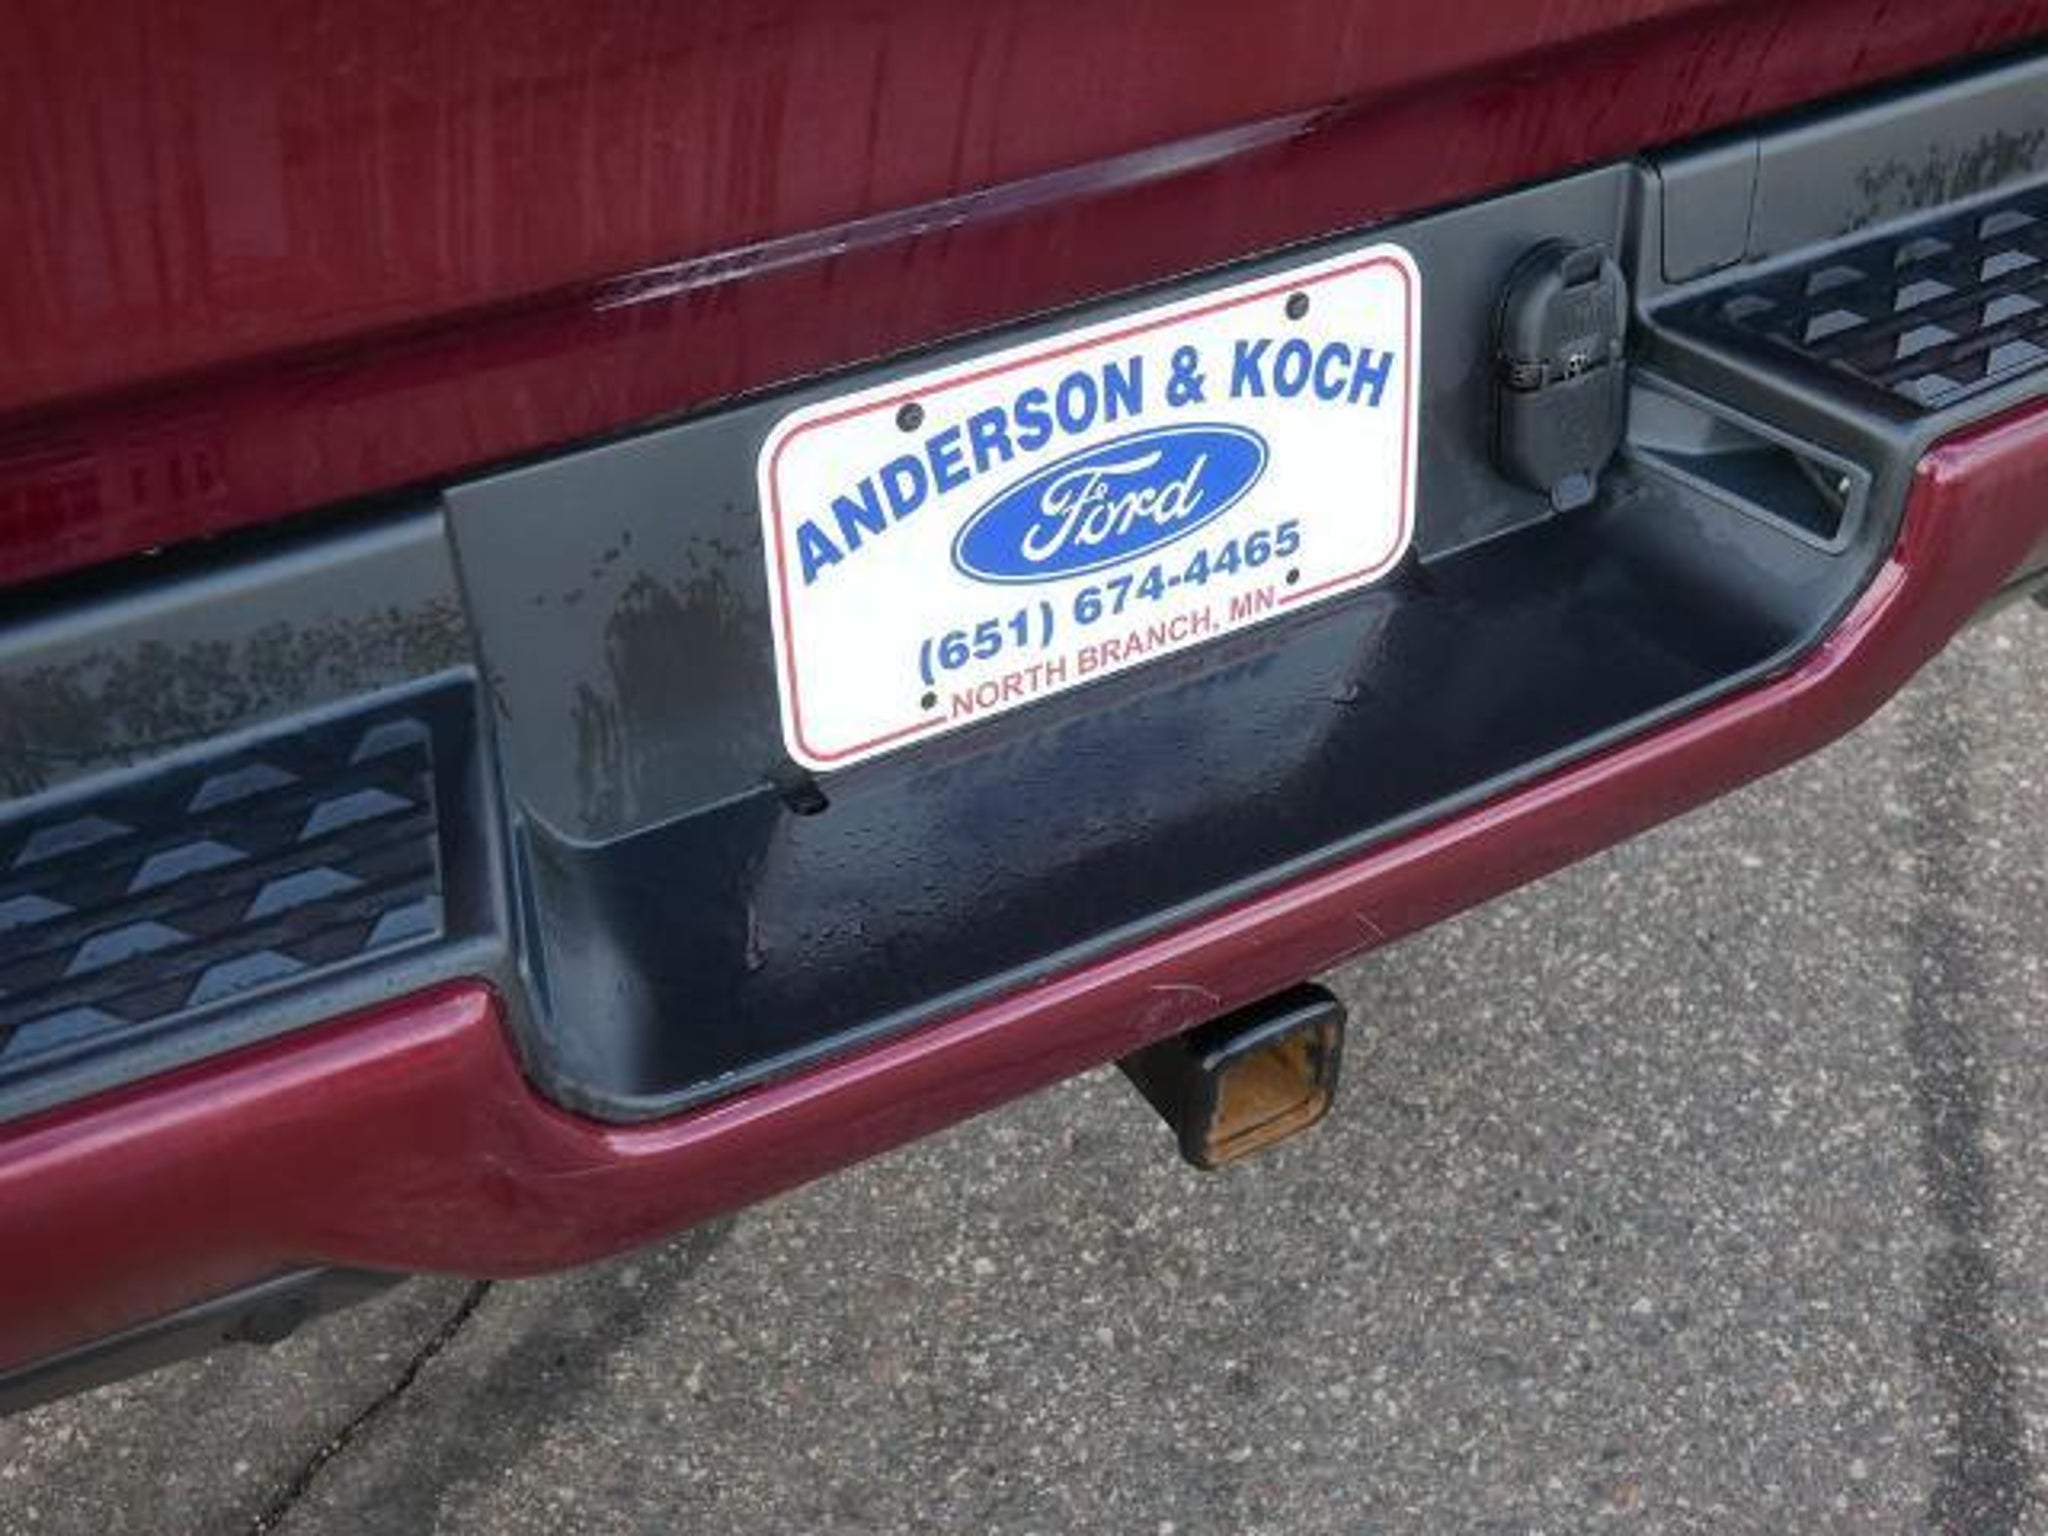 ANDERSON & KOCH
Ford
(651) 674-4465
NORTH BRANCH, MN